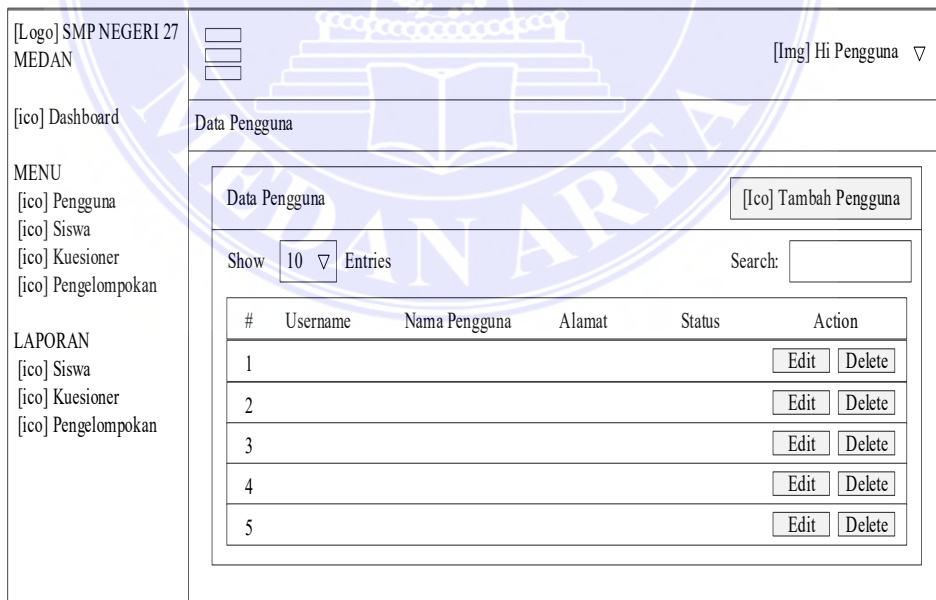 [Logo] SMP NEGERI 27
MEDAN
[ico] Dashboard
MENU
[ico] Pengguna
[ico] Siswa
[ico] Kuesioner
[ico] Pengelompokan
LAPORAN
[ico] Siswa
[ico] Kuesioner
[ico] Pengelompokan
[Img] Hi Pengguna
Data Pengguna
Data Pengguna
[Ico] Tambah Pengguna
Show 10 Entries
Search:
# Username Nama Pengguna Alamat Status Action
1 Edit Delete
2 Edit Delete
3 Edit Delete
4 Edit Delete
5 Edit Delete
MEDAN AREA